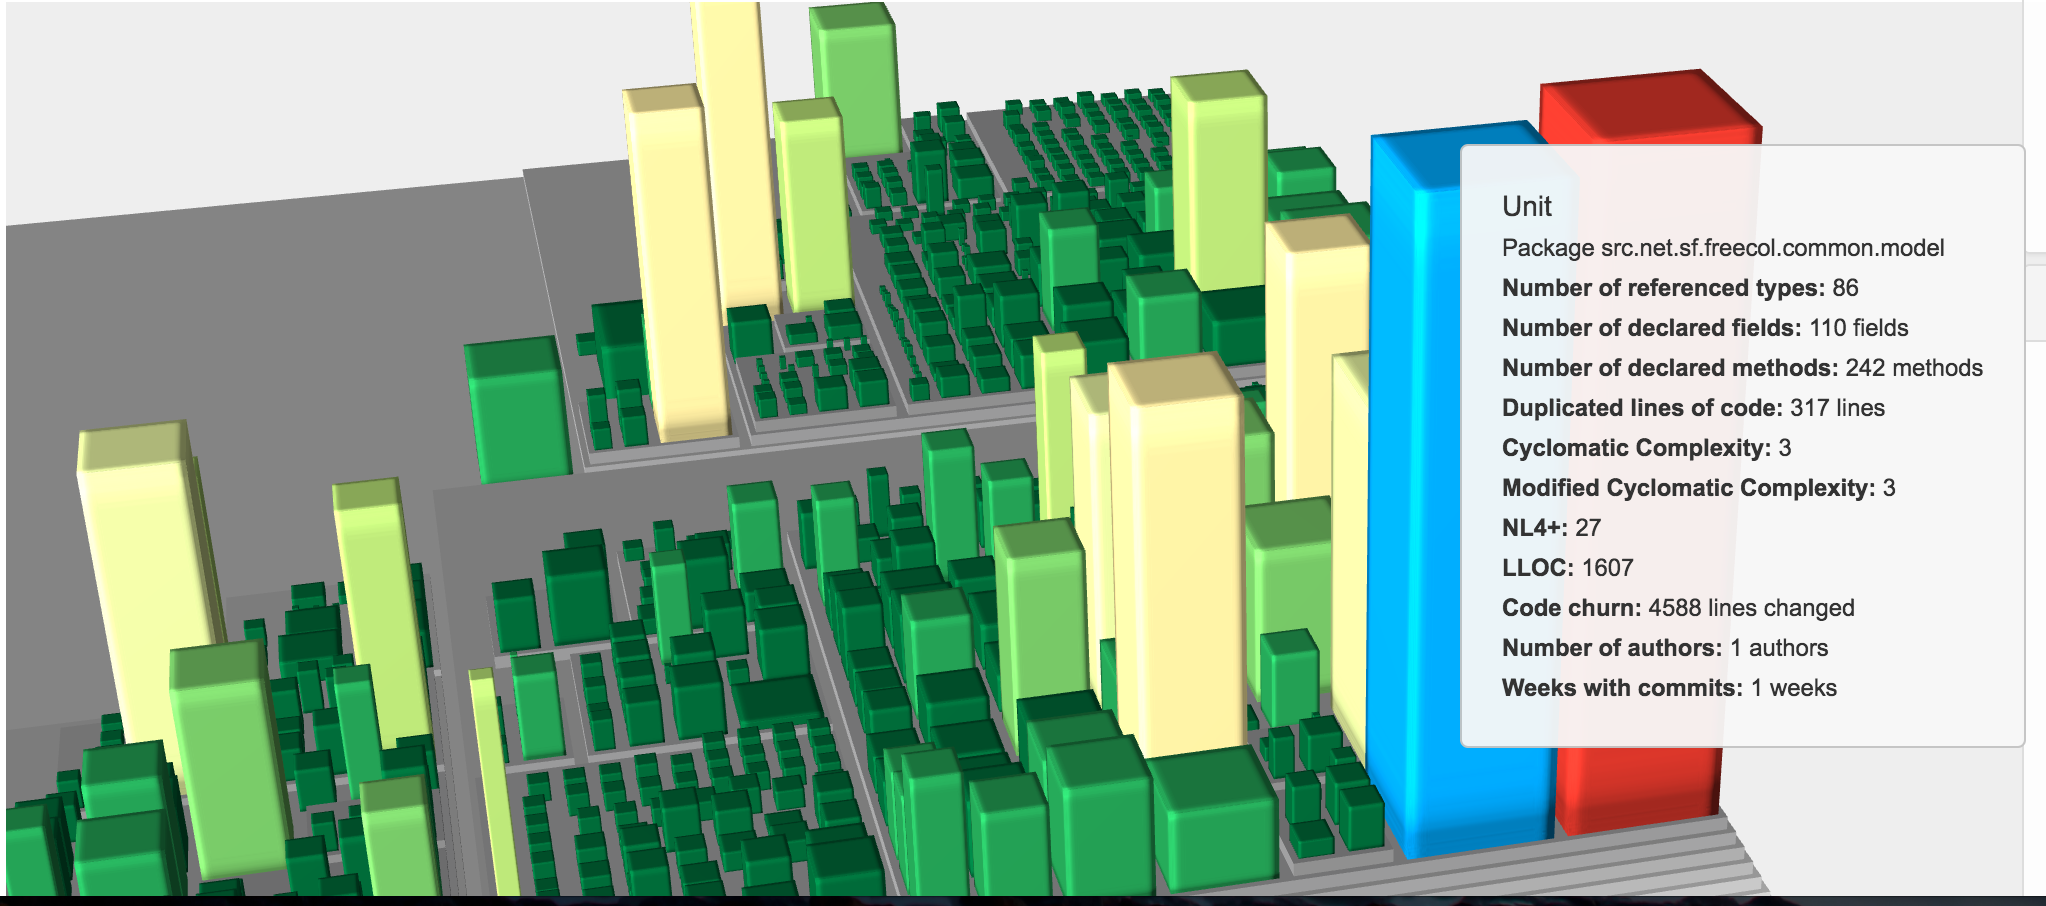 Unit
Package src.net.sf.freecol.common.model
Number of referenced types: 86
Number of declared fields: 110 fields
Number of declared methods: 242 methods
Duplicated lines of code: 317 lines
Cyclomatic Complexity: 3
Modified Cyclomatic Complexity: 3
NL4+: 27
LLOC: 1607
Code churn: 4588 lines changed
Number of authors: 1 authors
Weeks with commits: 1 weeks